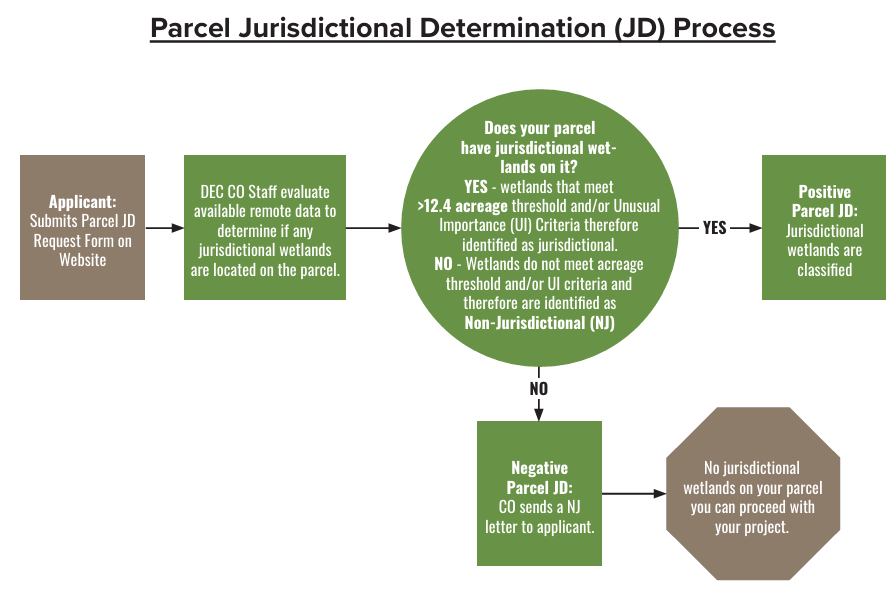 Parcel Jurisdictional Determination (JD) Process
Applicant:
Submits Parcel JD
Request Form on
Website
DEC CO Staff evaluate
available remote data to
determine if any
jurisdictional wetlands
are located on the parcel.
Does your parcel
have jurisdictional wet-
lands on it?
YES - wetlands that meet
>12.4 acreage threshold and/or Unusual
Importance (UI) Criteria therefore
identified as jurisdictional.
NO - Wetlands do not meet acreage
threshold and/or UI criteria and
therefore are identified as
Non-Jurisdictional (NJ)
YES
Positive
Parcel JD:
Jurisdictional
wetlands are
classified
NO
Negative
Parcel JD:
CO sends a NJ
letter to applicant.
No jurisdictional
wetlands on your parcel
you can proceed with
your project.